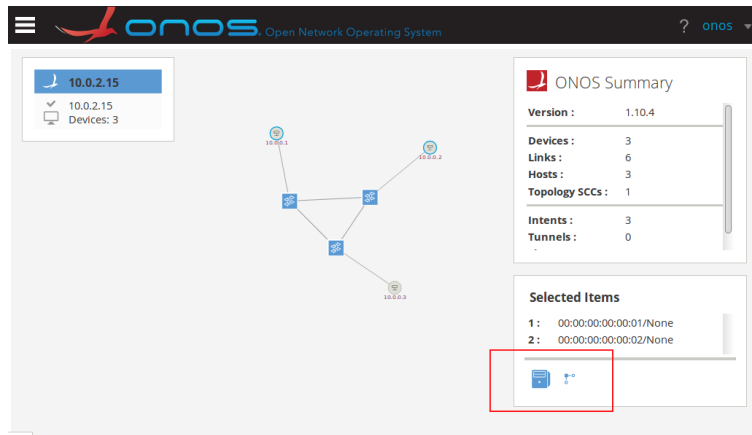 onos Open Network Operating System ? onos
10.0.2.15
10.0.2.15
Devices: 3
10.0.0.1
10.0.0.2
10.0.0.3
ONOS Summary
Version : 1.10.4
Devices : 3
Links : 6
Hosts : 3
Topology SCCs : 1
Intents : 3
Tunnels : 0
Selected Items
1 : 00:00:00:00:00:01/None
2 : 00:00:00:00:00:02/None